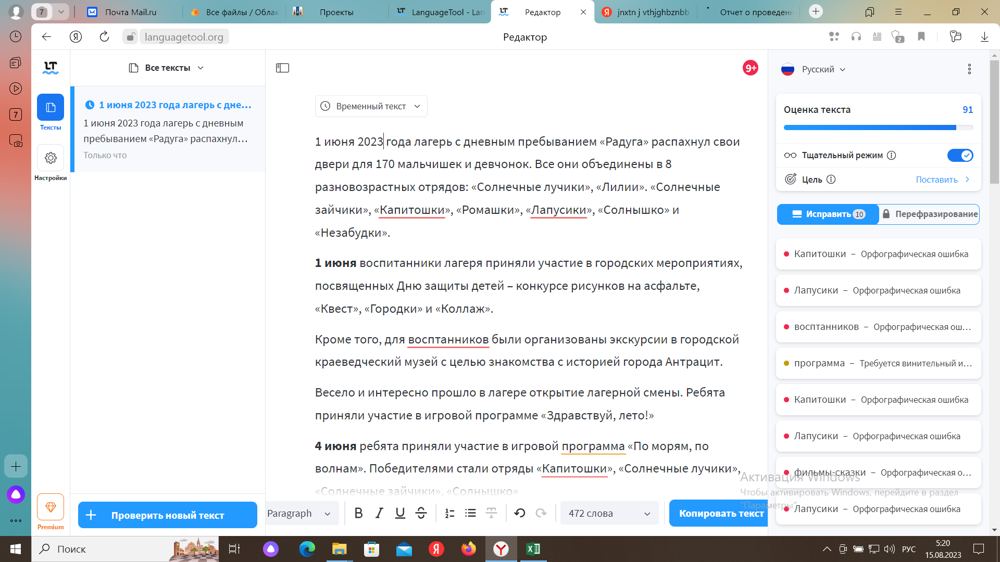 7
Почта Mail.ru
Все файлы / Облак
Проекты
LanguageTool - Lan
Редактор
jnxtn j vthjghbznbb
Отчет о проведенн
languagetool.org
Редактор
2
7
LT
Тексты
Настройки
Premium
Все тексты
1 июня 2023 года лагерь с дне...
1 июня 2023 года лагерь с дневным
пребыванием «Радуга» распахнул...
Только что
Проверить новый текст
9+
Временный текст
1 июня 2023 года лагерь с дневным пребыванием «Радуга» распахнул свои
двери для 170 мальчишек и девчонок. Все они объединены в 8
разновозрастных отрядов: «Солнечные лучики», «Лилии». «Солнечные
зайчики», «Капитошки», «Ромашки», «Лапусики», «Солнышко» и
«Незабудки».
1 июня воспитанники лагеря приняли участие в городских мероприятиях,
посвященных Дню защиты детей – конкурсе рисунков на асфальте,
«Квест», «Городки» и «Коллаж».
Кроме того, для восптанников были организованы экскурсии в городской
краеведческий музей с целью знакомства с историей города Антрацит.
Весело и интересно прошло в лагере открытие лагерной смены. Ребята
приняли участие в игровой программе «Здравствуй, лето!»
4 июня ребята приняли участие в игровой программа «По морям, по
волнам». Победителями стали отряды «Капитошки», «Солнечные лучики»,
«Солнечные зайчики», «Солнышко»
Paragraph
B I U S
472 слова
Копировать текст
Русский
Оценка текста 91
Тщательный режим
Цель
Поставить
Исправить 10
Перефразирование
Капитошки – Орфографическая ошибка
Лапусики – Орфографическая ошибка
восптанников – Орфографическая ош...
программа – Требуется винительный и...
Капитошки – Орфографическая ошибка
Лапусики – Орфографическая ошибка
фильмы-сказки – Орфографическая о...
Лапусики – Орфографическая ошибка
Активация Windows
Чтобы активировать Windows, перейдите в раздел
"Параметры"
Поиск
РУС
5:20
15.08.2023